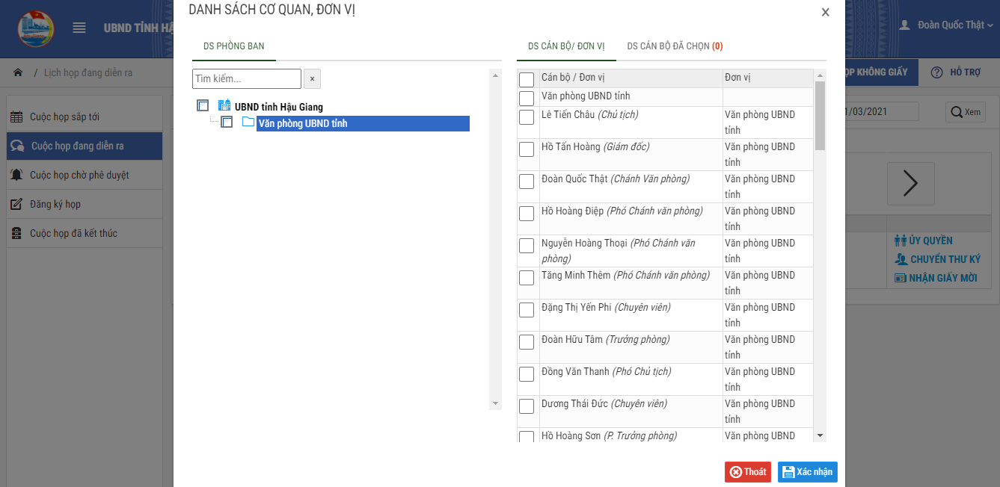 DANH SÁCH CƠ QUAN, ĐƠN VỊ
UBND TỈNH HẬ
Đoàn Quốc Thật
DS PHÒNG BAN
DS CÁN BỘ/ ĐƠN VỊ
DS CÁN BỘ ĐÃ CHỌN (0)
/ Lịch họp đang diễn ra
ỌP KHÔNG GIẤY
HỖ TRỢ
Tìm kiếm...
×
Cán bộ / Đơn vị
Đơn vị
UBND tỉnh Hậu Giang
Văn phòng UBND tỉnh
Cuộc họp sắp tới
Cuộc họp đang diễn ra
Cuộc họp chờ phê duyệt
Đăng ký họp
Cuộc họp đã kết thúc
Văn phòng UBND tỉnh
Lê Tiến Châu (Chủ tịch)
Văn phòng UBND
tỉnh
Hồ Tấn Hoàng (Giám đốc)
Văn phòng UBND
tỉnh
Đoàn Quốc Thật (Chánh Văn phòng)
Văn phòng UBND
tỉnh
Hồ Hoàng Điệp (Phó Chánh văn phòng)
Văn phòng UBND
tỉnh
Nguyễn Hoàng Thoại (Phó Chánh văn
phòng)
Văn phòng UBND
tỉnh
Tăng Minh Thêm (Phó Chánh văn phòng)
Văn phòng UBND
tỉnh
Đặng Thị Yến Phi (Chuyên viên)
Văn phòng UBND
tỉnh
Đoàn Hữu Tâm (Trưởng phòng)
Văn phòng UBND
tỉnh
Đồng Văn Thanh (Phó Chủ tịch)
Văn phòng UBND
tỉnh
Dương Thái Đức (Chuyên viên)
Văn phòng UBND
tỉnh
Hồ Hoàng Sơn (P. Trưởng phòng)
Văn phòng UBND
1/03/2021
Xem
ỦY QUYỀN
CHUYỂN THƯ KÝ
NHẬN GIẤY MỜI
Thoát
Xác nhận